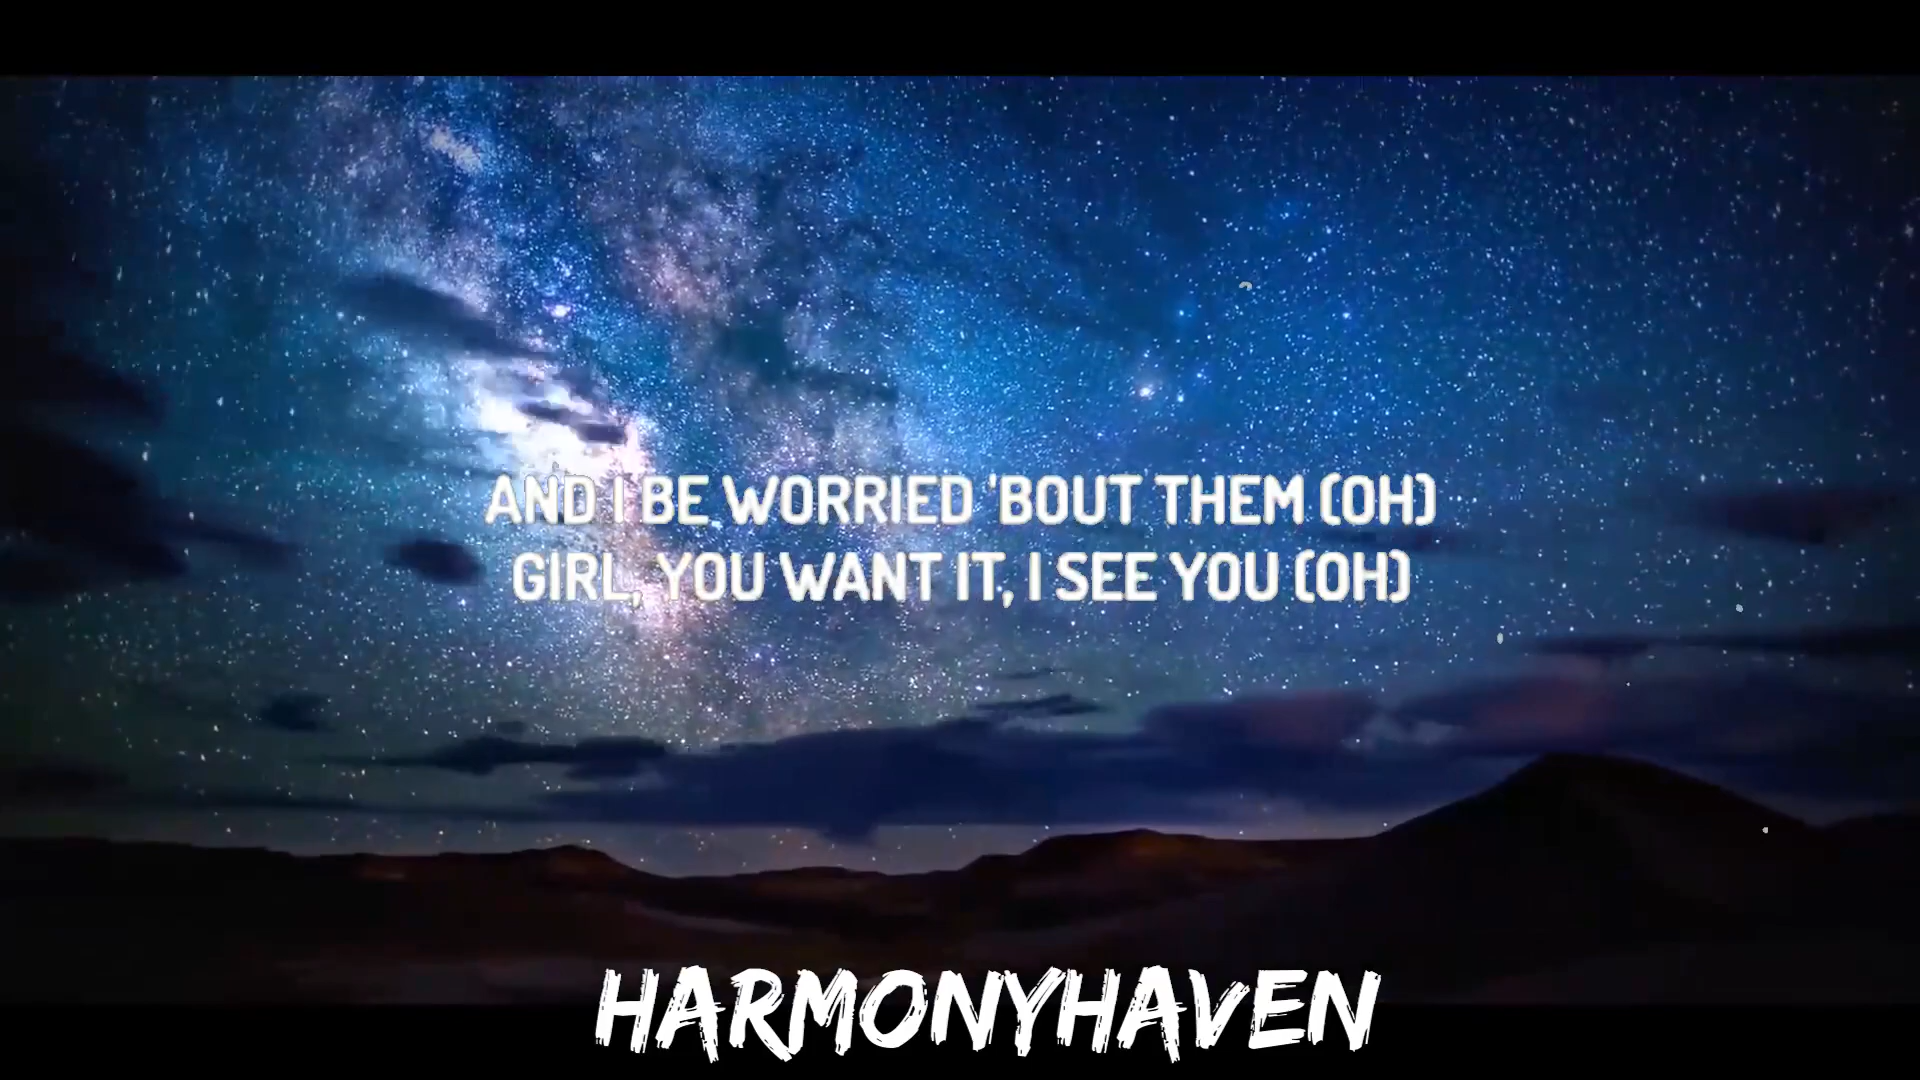 AND I BE WORRIED 'BOUT THEM (OH)
GIRL, YOU WANT IT, I SEE YOU (OH)
HARMONYHAVEN